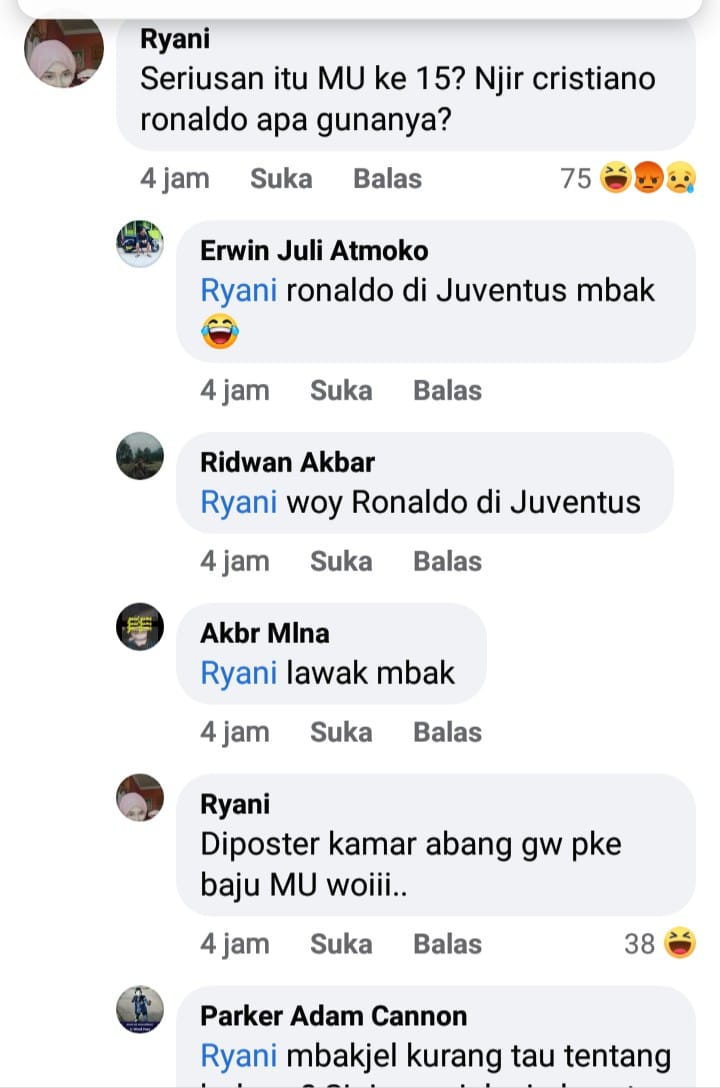 Ryani
Seriusan itu MU ke 15? Njir cristiano
ronaldo apa gunanya?
4 jam Suka Balas 75
Erwin Juli Atmoko
Ryani ronaldo di Juventus mbak
4 jam Suka Balas
Ridwan Akbar
Ryani woy Ronaldo di Juventus
4 jam Suka Balas
Akbr Mlna
Ryani lawak mbak
4 jam Suka Balas
Ryani
Diposter kamar abang gw pke
baju MU woiii..
4 jam Suka Balas 38
Parker Adam Cannon
Ryani mbakjel kurang tau tentang